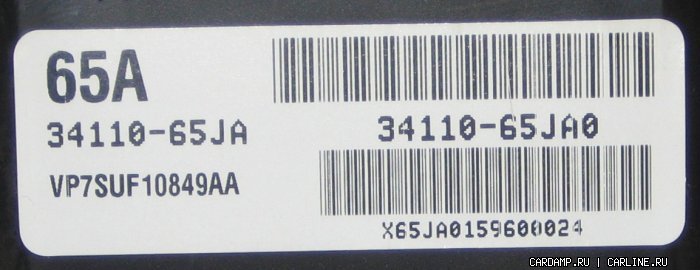 65A
34110-65JA
VP7SUF10849AA
34110-65JA0
X65JA0159600024
CARDAMP.RU | CARLINE.RU